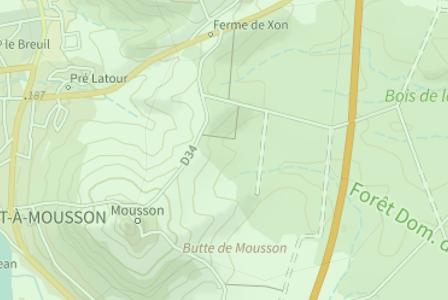 Ferme de Xon
le Breuil
Pré Latour
187
Bois de l
D34
Forêt Dom. d
T-À-MOUSSON
Mousson
Butte de Mousson
ean